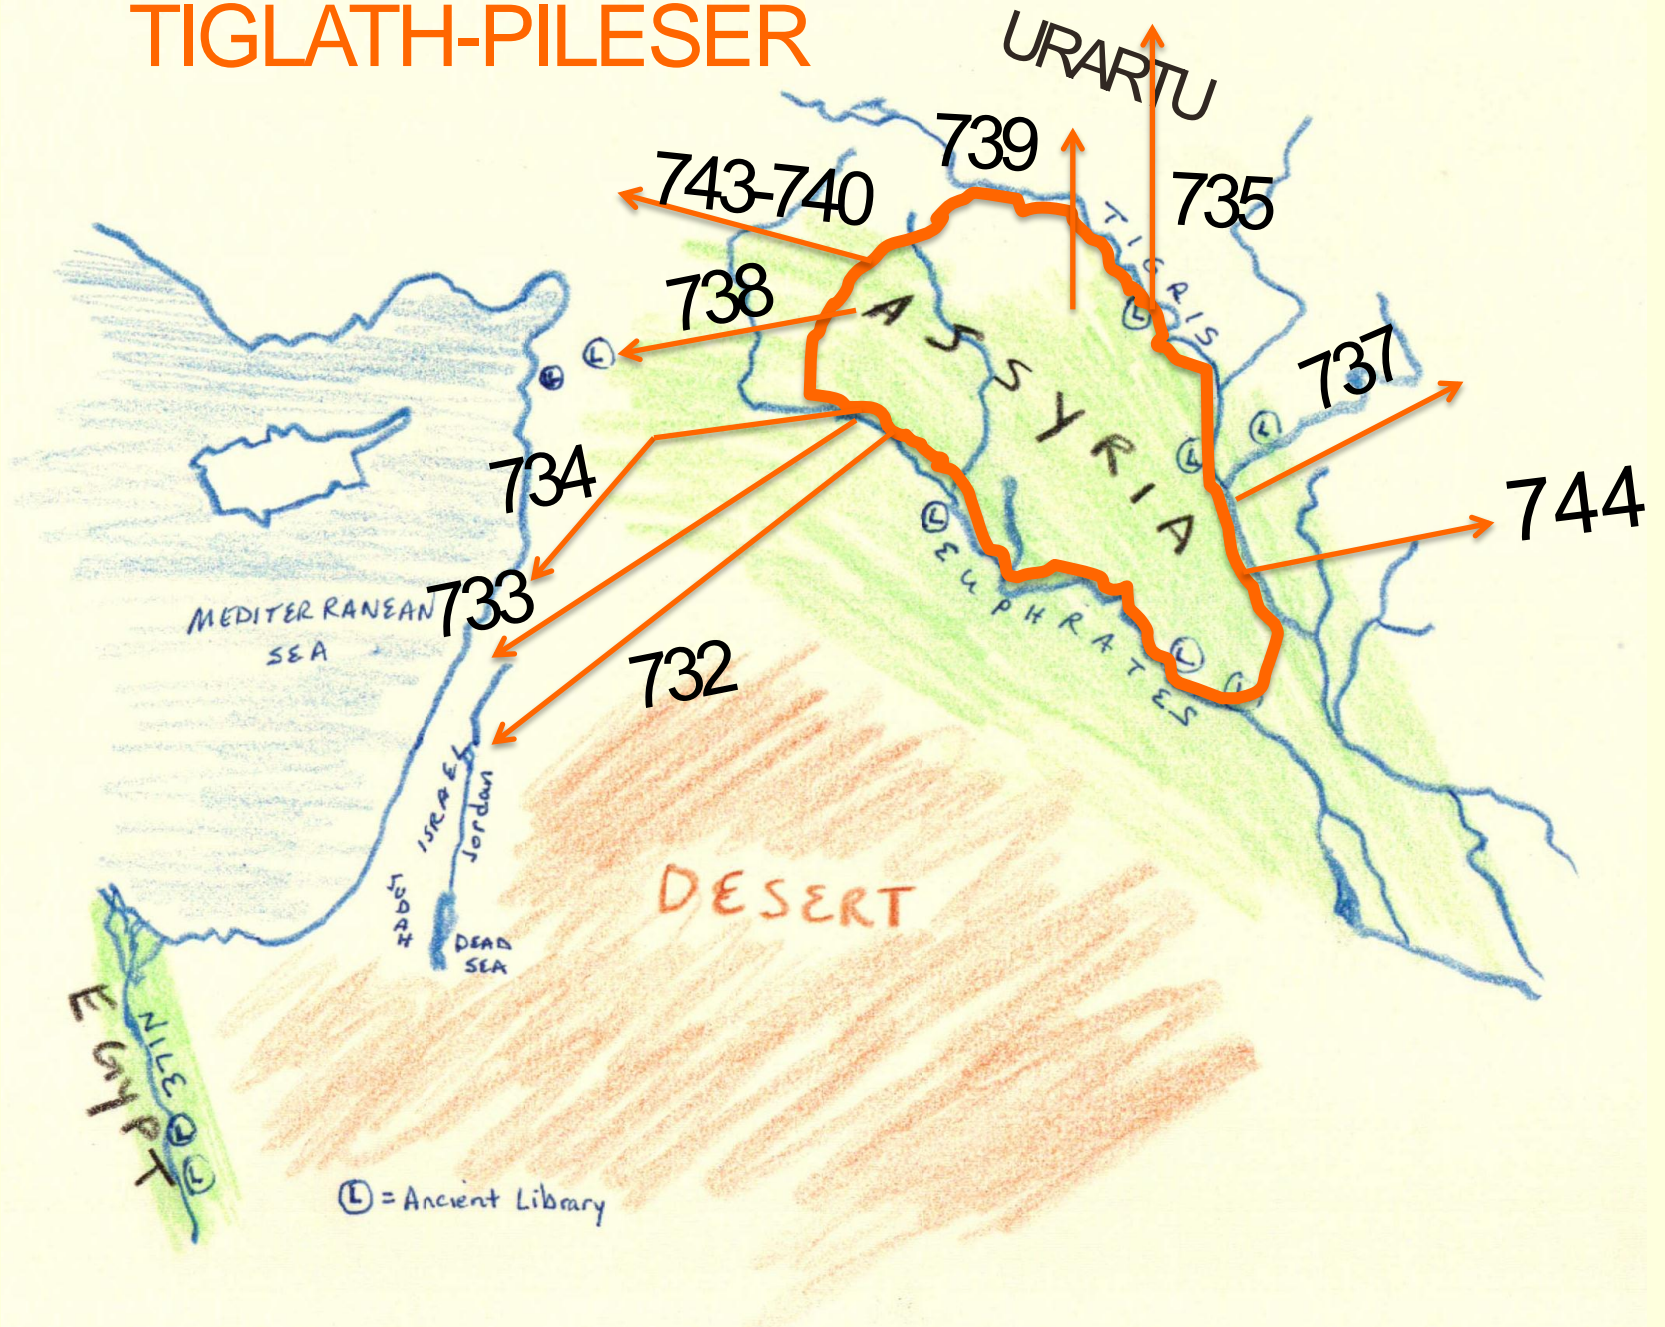 TIGLATH-PILESER
URARTU
739
743-740
735
TIGRIS
738
737
ASSYRIA
L
L
L
L
L
L
L
L
L
734
744
EUPHRATES
733
MEDITERRANEAN
SEA
732
ISRAEL
Jordan
JUDAH
DEAD
SEA
DESERT
EGYPT
NILE
L
L
L = Ancient Library